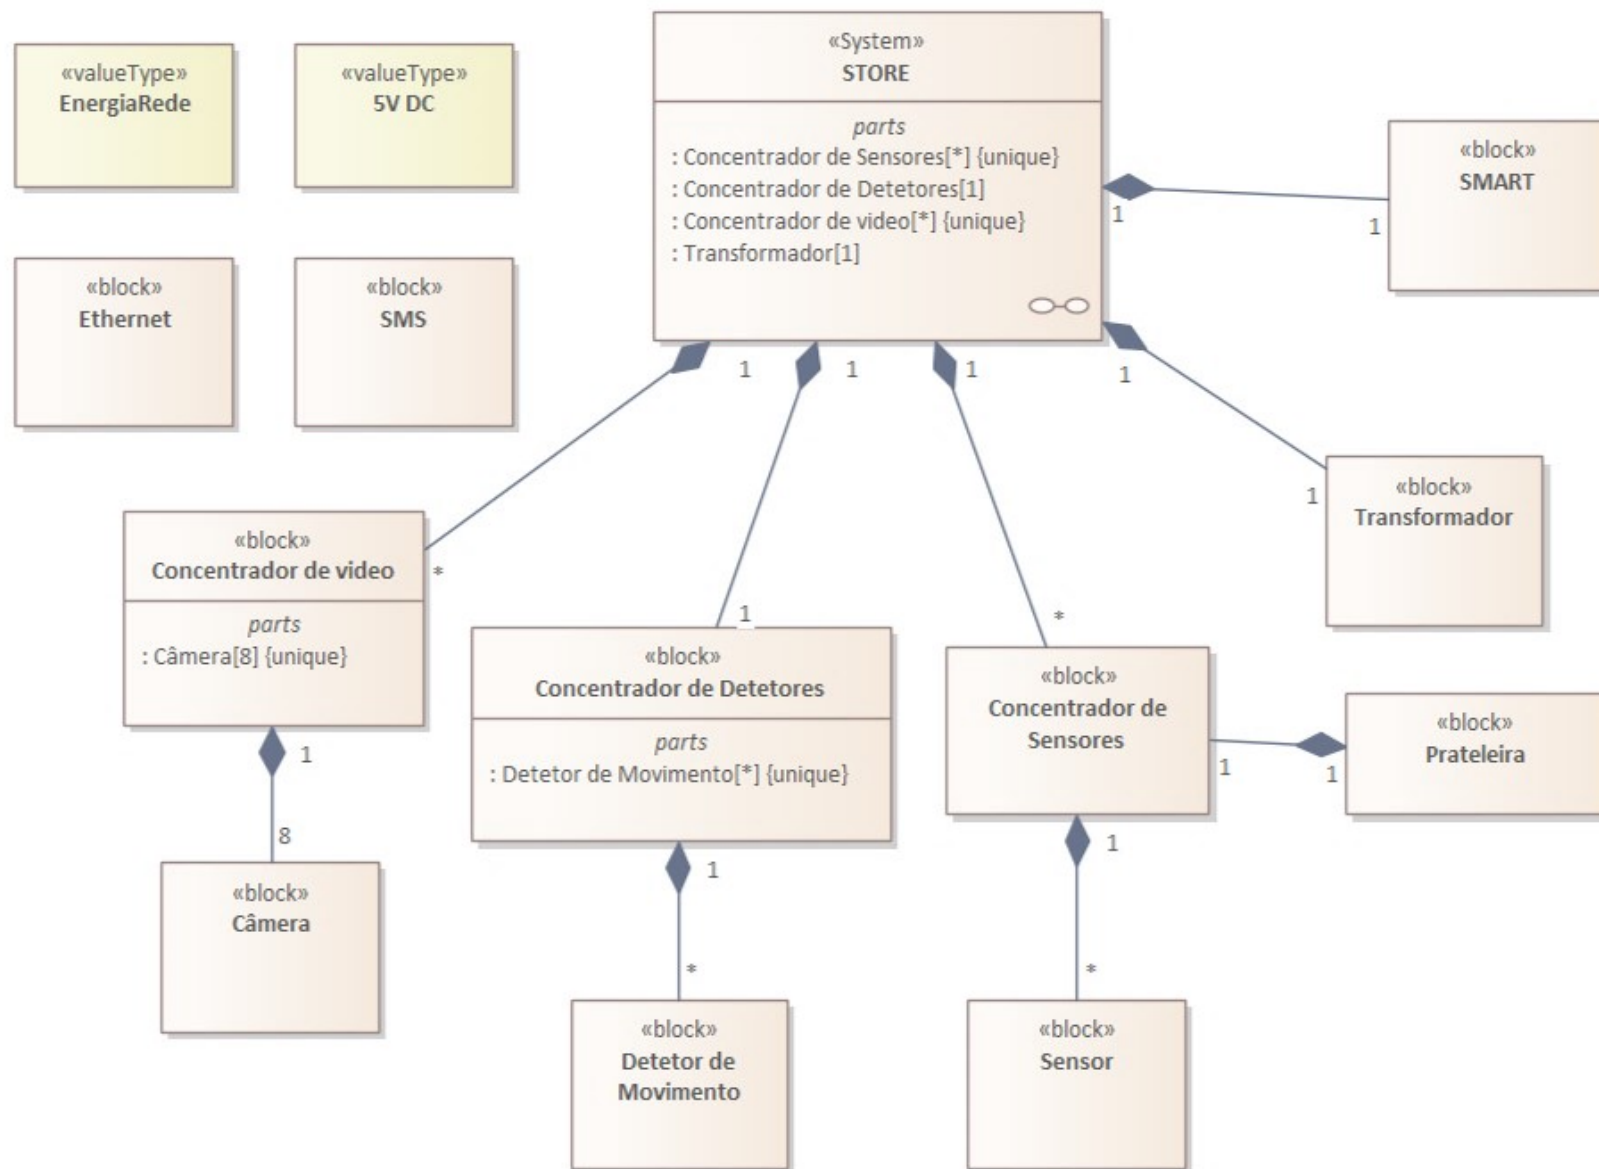 «valueType»
EnergiaRede
«valueType»
5V DC
«System»
STORE
parts
: Concentrador de Sensores[*] {unique}
: Concentrador de Detetores[1]
: Concentrador de video[*] {unique}
: Transformador[1]
«block»
SMART
1
1
«block»
Ethernet
«block»
SMS
1
1
1
1
«block»
Transformador
1
«block»
Concentrador de video
parts
: Câmera[8] {unique}
*
1
«block»
Concentrador de Detetores
parts
: Detetor de Movimento[*] {unique}
*
«block»
Concentrador de
Sensores
«block»
Prateleira
1
1
1
8
«block»
Câmera
1
*
«block»
Detetor de
Movimento
1
*
«block»
Sensor